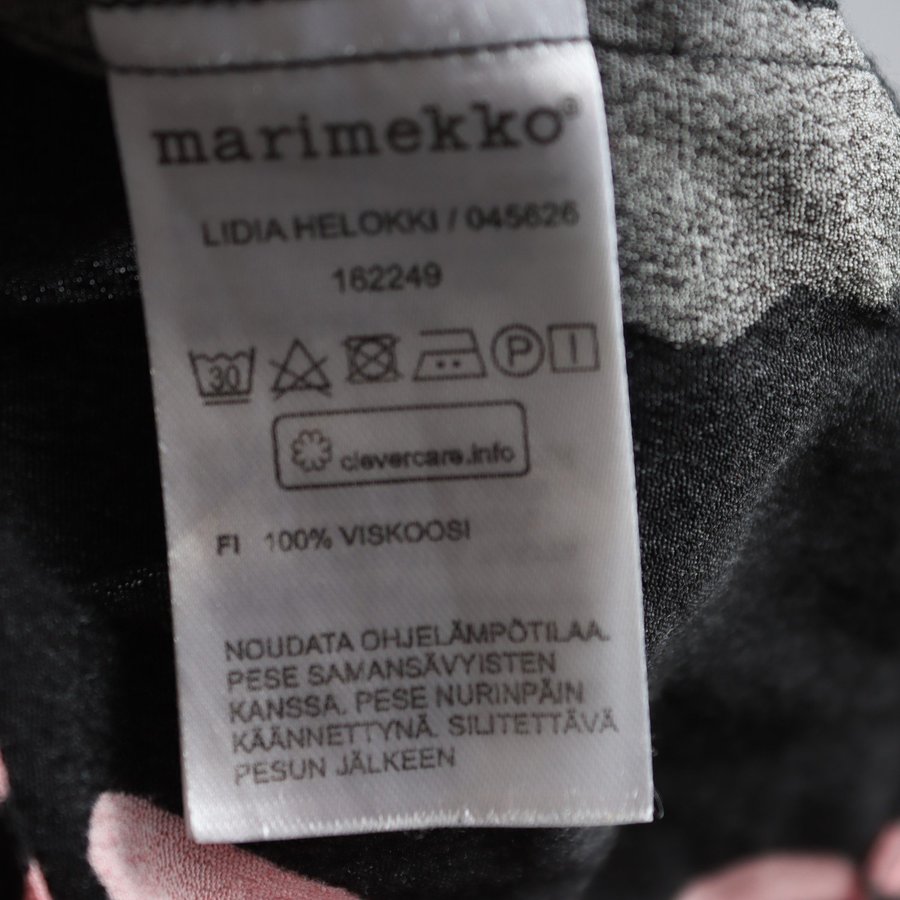 marimekko®
LIDIA HELOKKI / 045626
162249
30 P
clevercare.info
FI 100% VISKOOSI
NOUDATA OHJELÄMPÖTILAA.
PESE SAMANSÄVYISTEN
KANSSA. PESE NURINPÄIN
KÄÄNNETTYNÄ. SILITETTÄVÄ
PESUN JÄLKEEN